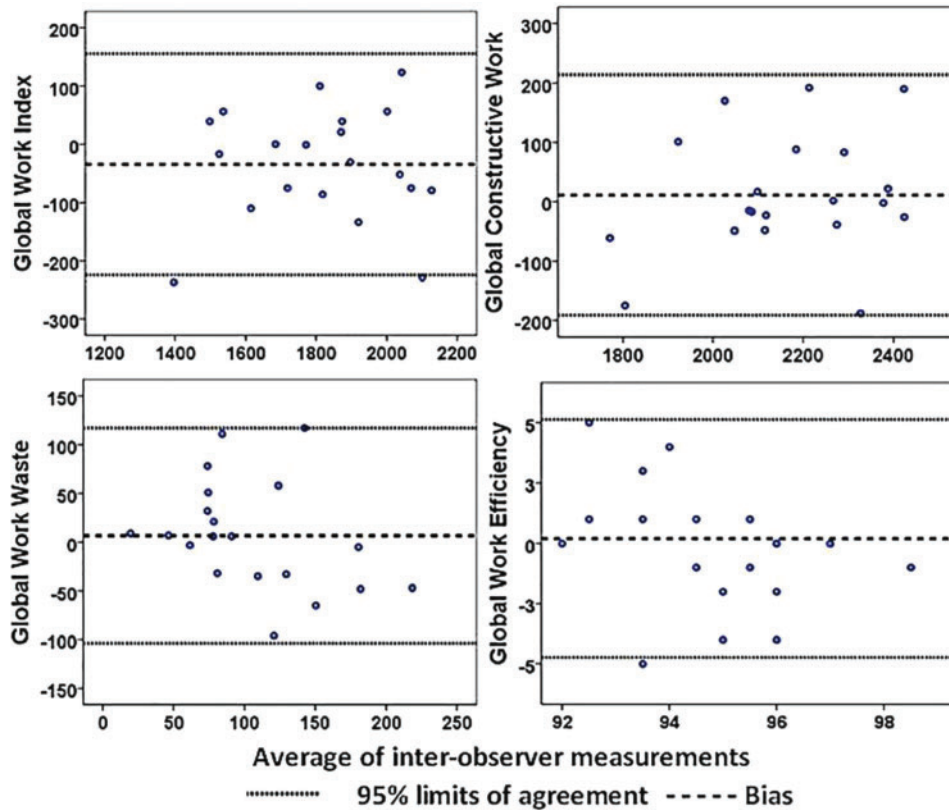 Global Work Index
200
100
0
-100
-200
-300
1200 1400 1600 1800 2000 2200
Global Constructive Work
300
200
100
0
-100
-200
1800 2000 2200 2400
Global Work Waste
150
100
50
0
-50
-100
-150
0 50 100 150 200 250
Global Work Efficiency
5
3
0
-3
-5
92 94 96 98
Average of inter-observer measurements
95% limits of agreement Bias